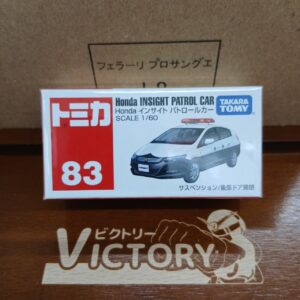 フェラーリ プロサングエ
トミカ
Honda INSIGHT PATROL CAR
Honda インサイト パトロールカー
SCALE 1/60
TAKARA
TOMY
83
サスペンション/後部ドア開閉
ビクトリー
VICTORY